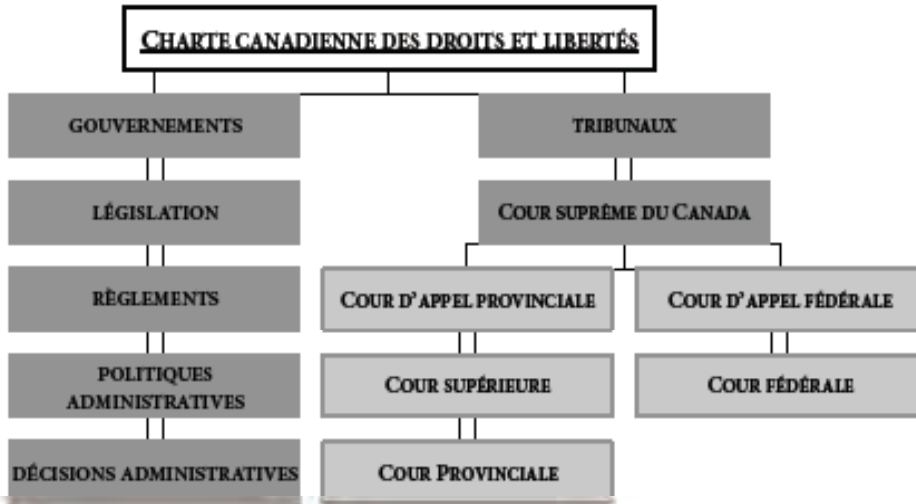 CHARTE CANADIENNE DES DROITS ET LIBERTÉS
GOUVERNEMENTS
TRIBUNAUX
LÉGISLATION
COUR SUPRÊME DU CANADA
RÈGLEMENTS
COUR D'APPEL PROVINCIALE
COUR D'APPEL FÉDÉRALE
POLITIQUES
ADMINISTRATIVES
COUR SUPÉRIEURE
COUR FÉDÉRALE
DÉCISIONS ADMINISTRATIVES
COUR PROVINCIALE